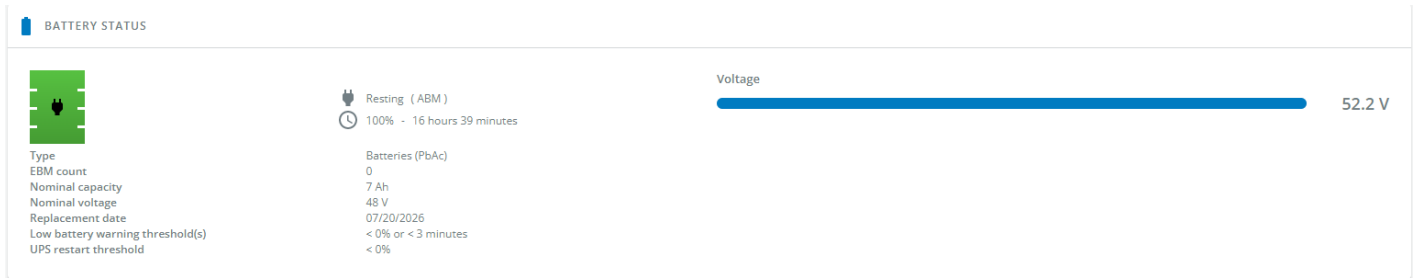 BATTERY STATUS
Voltage
Resting ( ABM )
52.2 V
100% - 16 hours 39 minutes
Type Batteries (PbAc)
EBM count 0
Nominal capacity 7 Ah
Nominal voltage 48 V
Replacement date 07/20/2026
Low battery warning threshold(s) < 0% or < 3 minutes
UPS restart threshold < 0%